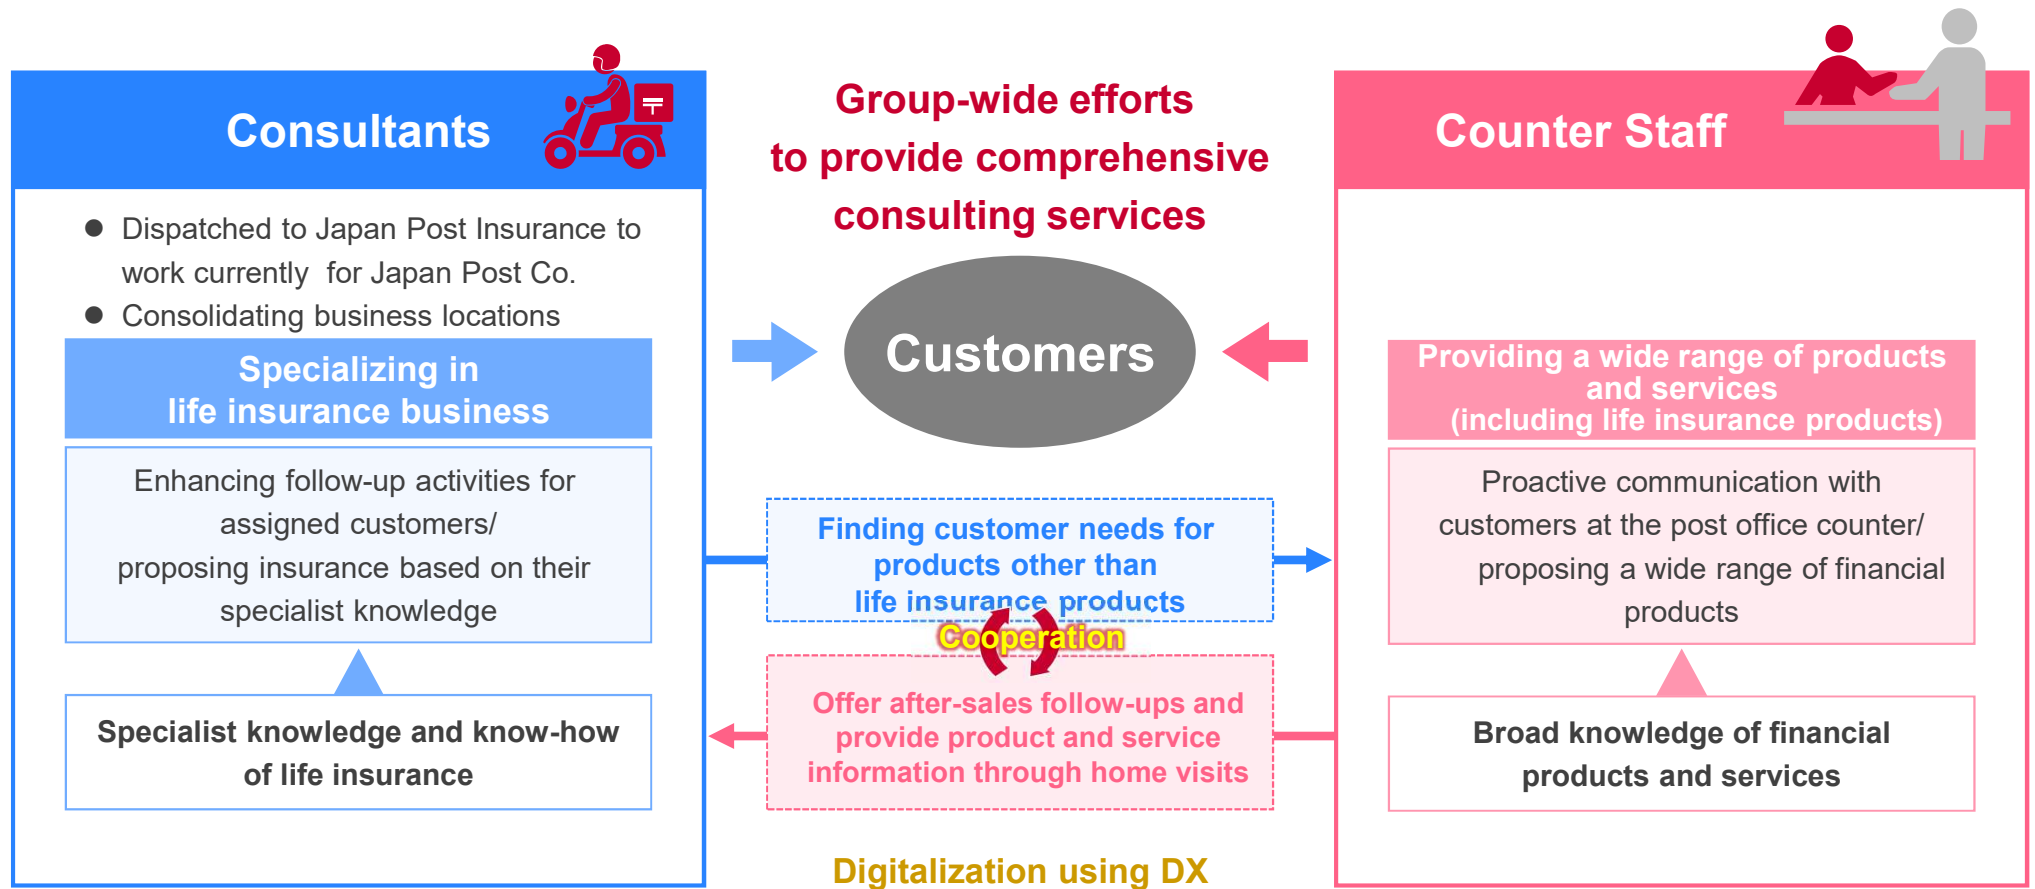 Consultants
● Dispatched to Japan Post Insurance to
work currently for Japan Post Co.
● Consolidating business locations
Specializing in
life insurance business
Enhancing follow-up activities for
assigned customers/
proposing insurance based on their
specialist knowledge
Specialist knowledge and know-how
of life insurance
Group-wide efforts
to provide comprehensive
consulting services
Customers
Finding customer needs for
products other than
life insurance products
Cooperation
Offer after-sales follow-ups and
provide product and service
information through home visits
Digitalization using DX
Counter Staff
Providing a wide range of products
and services
(including life insurance products)
Proactive communication with
customers at the post office counter/
proposing a wide range of financial
products
Broad knowledge of financial
products and services